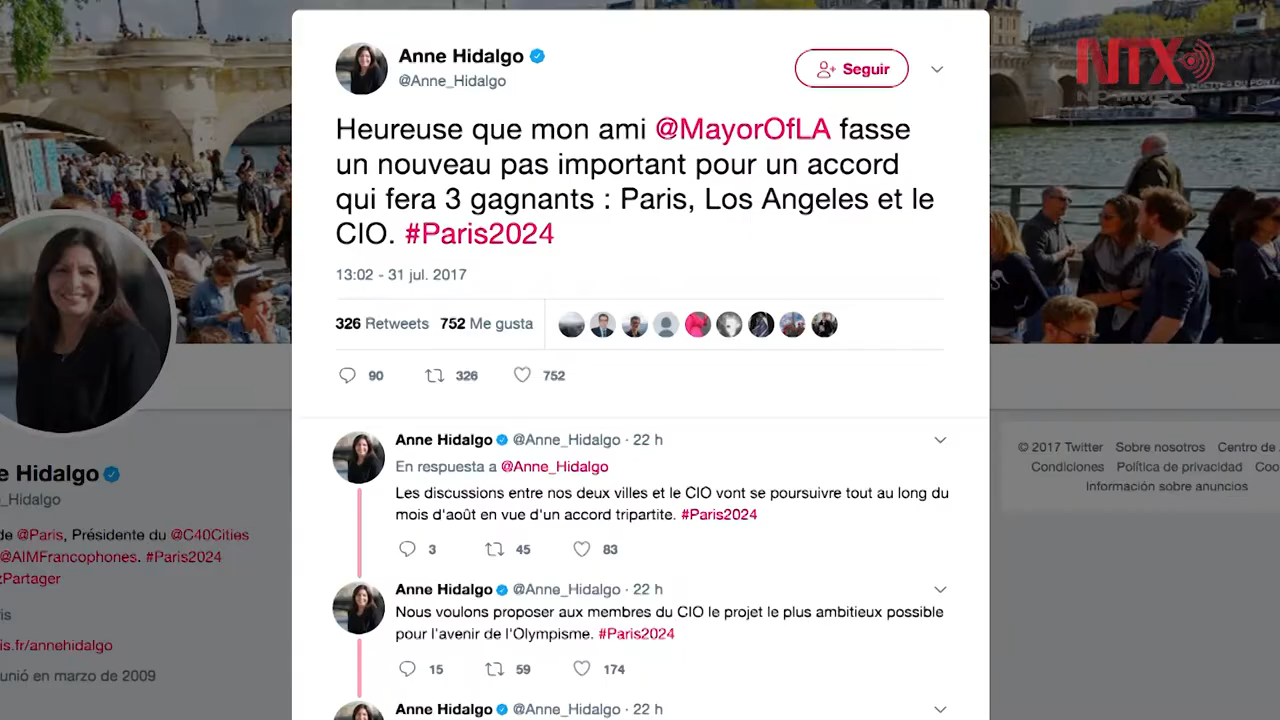 NTX
Anne Hidalgo
@Anne_Hidalgo
Seguir
Heureuse que mon ami @MayorOfLA fasse
un nouveau pas important pour un accord
qui fera 3 gagnants : Paris, Los Angeles et le
CIO. #Paris2024
13:02 - 31 jul. 2017
326 Retweets 752 Me gusta
90 326 752
Anne Hidalgo @Anne_Hidalgo · 22 h
En respuesta a @Anne_Hidalgo
Les discussions entre nos deux villes et le CIO vont se poursuivre tout au long du
mois d'août en vue d'un accord tripartite. #Paris2024
3 45 83
Anne Hidalgo @Anne_Hidalgo · 22 h
Nous voulons proposer aux membres du CIO le projet le plus ambitieux possible
pour l'avenir de l'Olympisme. #Paris2024
15 59 174
Anne Hidalgo @Anne_Hidalgo · 22 h
e Hidalgo
_Hidalgo
de @Paris, Présidente du @C40Cities
@AIMFrancophones. #Paris2024
zPartager
is
is.fr/annehidalgo
unió en marzo de 2009
© 2017 Twitter Sobre nosotros Centro de
Condiciones Política de privacidad Coo
Información sobre anuncios